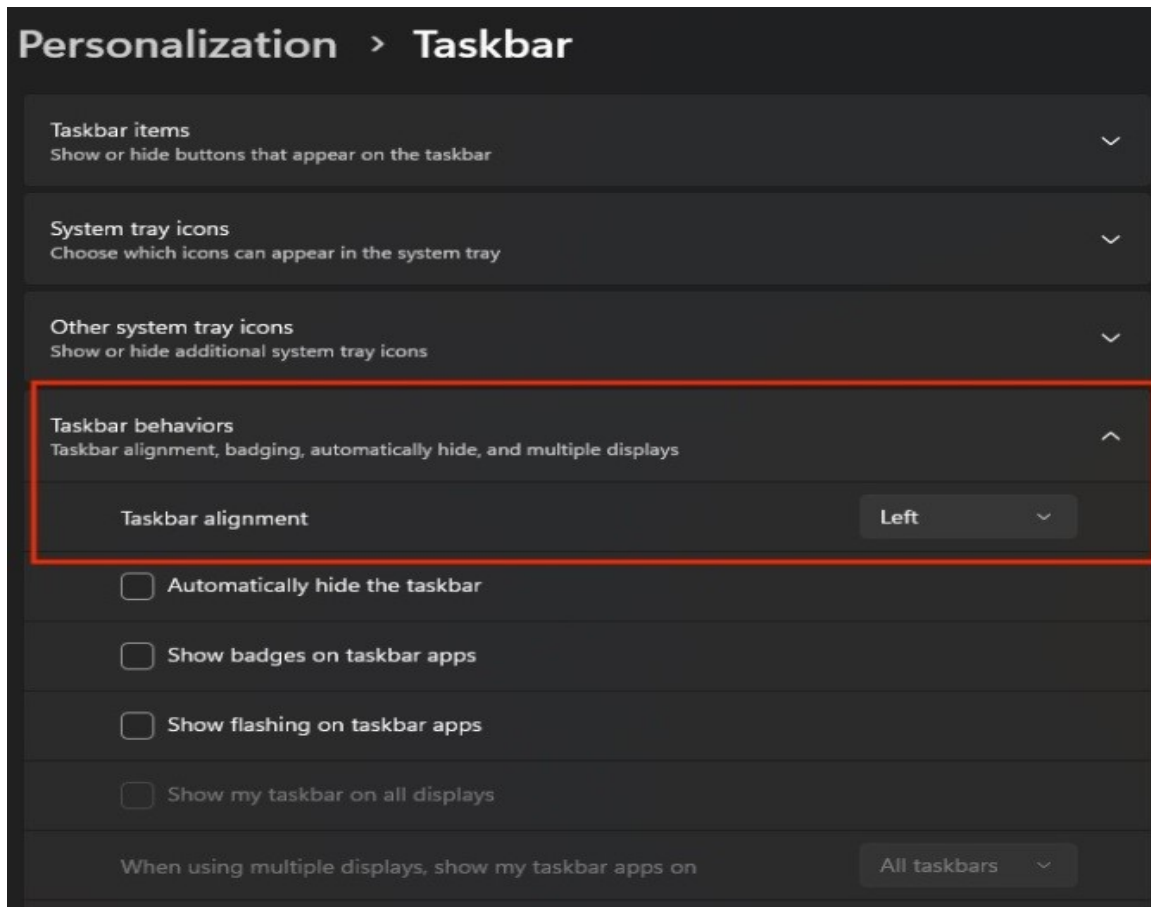 Personalization > Taskbar
Taskbar items
Show or hide buttons that appear on the taskbar
System tray icons
Choose which icons can appear in the system tray
Other system tray icons
Show or hide additional system tray icons
Taskbar behaviors
Taskbar alignment, badging, automatically hide, and multiple displays
Taskbar alignment Left
Automatically hide the taskbar
Show badges on taskbar apps
Show flashing on taskbar apps
Show my taskbar on all displays
When using multiple displays, show my taskbar apps on All taskbars